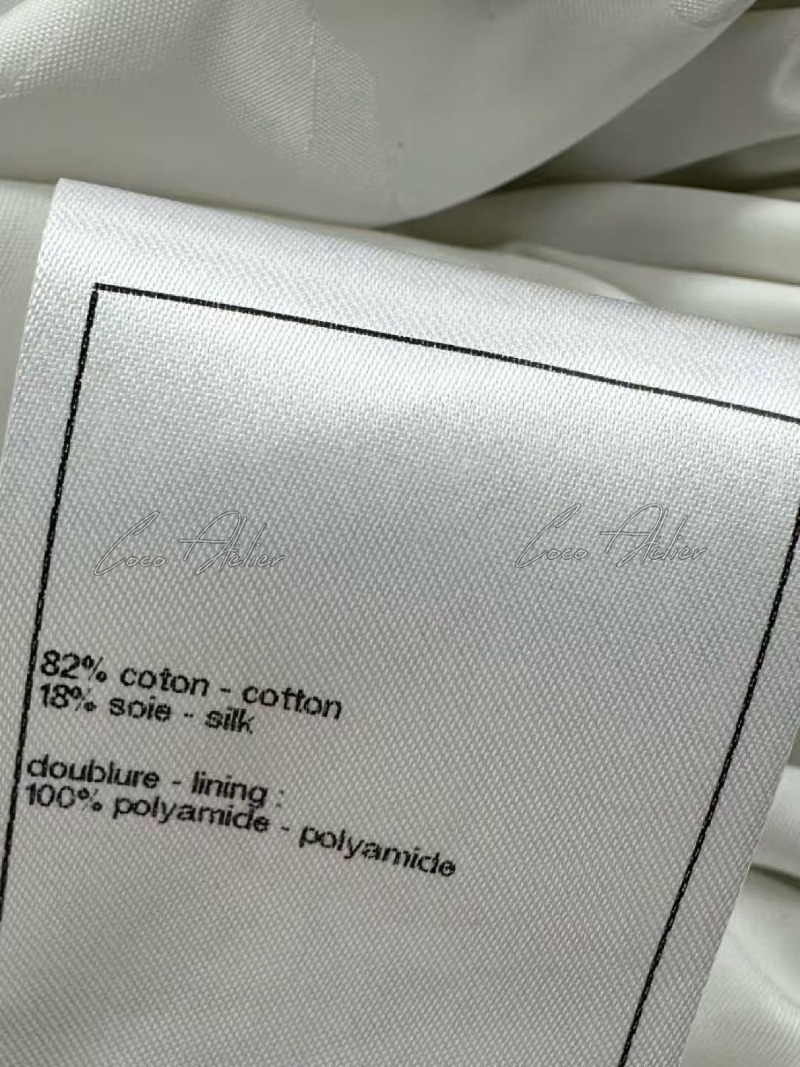 Coco Atelier Coco Atelier
82% coton - cotton
18% soie - silk
doublure - lining :
100% polyamide - polyamide